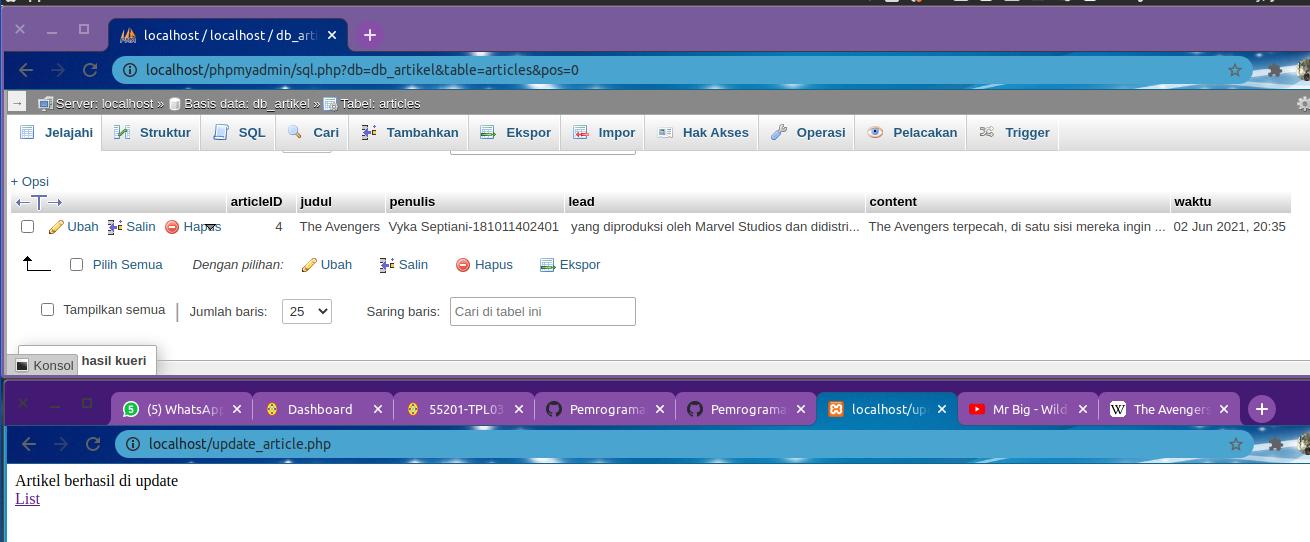 localhost / localhost / db_arti
localhost/phpmyadmin/sql.php?db=db_artikel&table=articles&pos=0
Server: localhost » Basis data: db_artikel » Tabel: articles
Jelajahi Struktur SQL Cari Tambahkan Ekspor Impor Hak Akses Operasi Pelacakan Trigger
+ Opsi
articleID judul penulis lead content waktu
Ubah Salin Hapus 4 The Avengers Vyka Septiani-181011402401 yang diproduksi oleh Marvel Studios dan didistri... The Avengers terpecah, di satu sisi mereka ingin ... 02 Jun 2021, 20:35
Pilih Semua Dengan pilihan: Ubah Salin Hapus Ekspor
Tampilkan semua Jumlah baris: 25 Saring baris: Cari di tabel ini
Konsol hasil kueri
5 (5) WhatsApp Dashboard 55201-TPL03 Pemrograma Pemrograma localhost/up Mr Big - Wild W The Avengers
localhost/update_article.php
Artikel berhasil di update
List